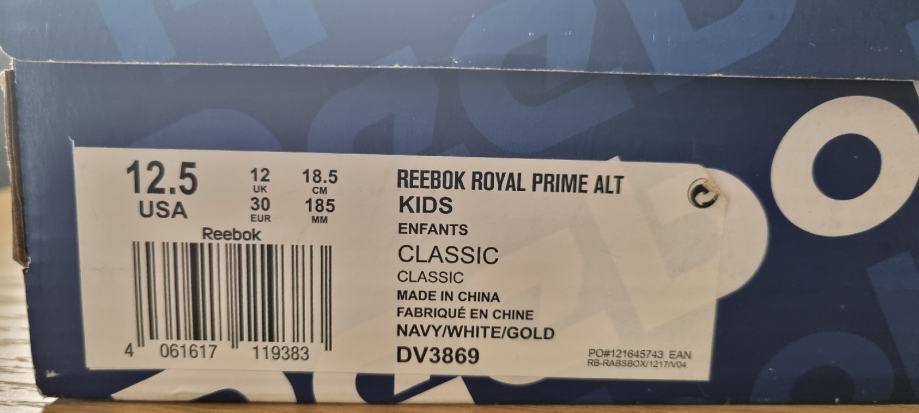 12.5
USA
12
UK
30
EUR
18.5
CM
185
MM
Reebok
4 061617 119383
REEBOK ROYAL PRIME ALT
KIDS
ENFANTS
CLASSIC
CLASSIC
MADE IN CHINA
FABRIQUÉ EN CHINE
NAVY/WHITE/GOLD
DV3869
PO#121645743 EAN
RB-RABSBOX/1217/V04